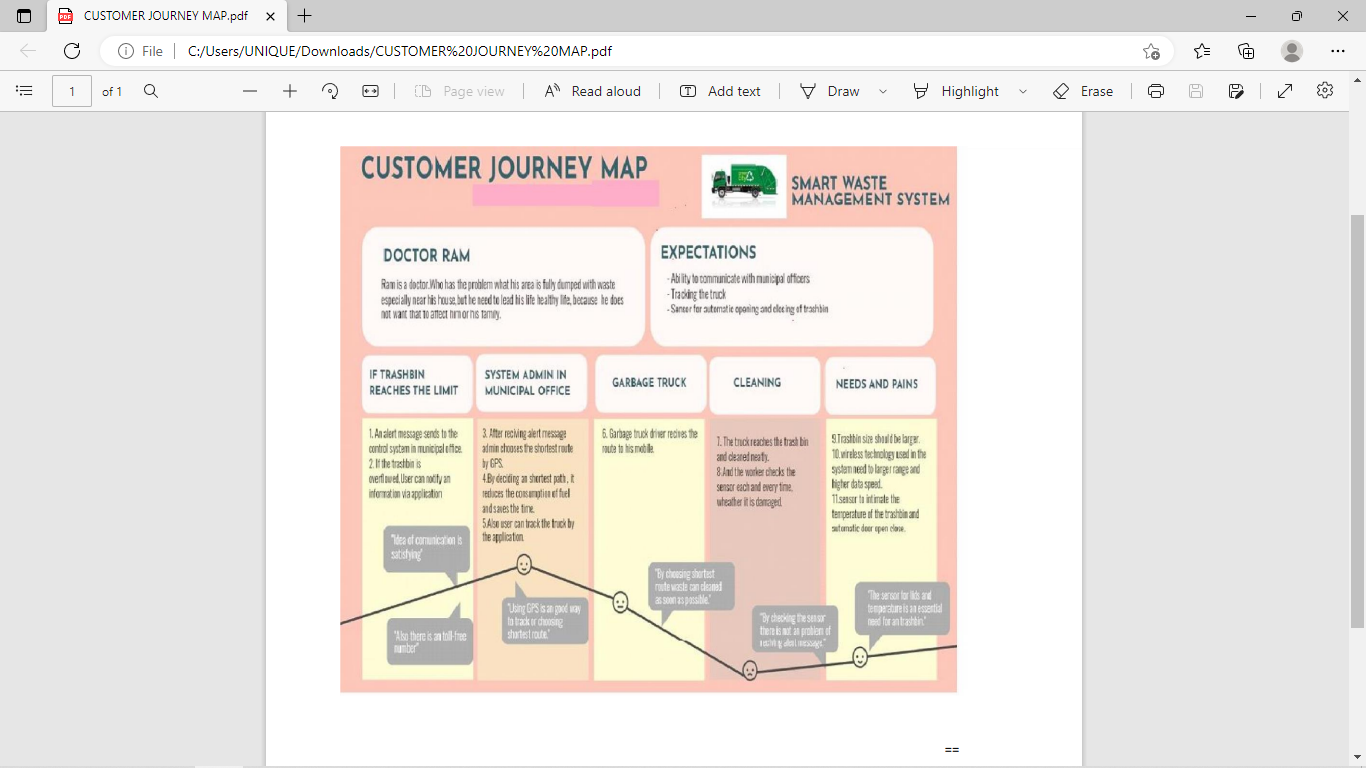 CUSTOMER JOURNEY MAP.pdf
File
C:/Users/UNIQUE/Downloads/CUSTOMER%20JOURNEY%20MAP.pdf
1
of 1
Page view
Read aloud
Add text
Draw
Highlight
Erase
CUSTOMER JOURNEY MAP
SMART WASTE
MANAGEMENT SYSTEM
DOCTOR RAM
Ram is a doctor.Who has the problem what his area is fully dumped with waste
especially near his house,but he need to lead his life healthy life, because he does
not want that to affect him or his family.
EXPECTATIONS
- Ability to communicate with municipal officers
- Tracking the truck
- Sensor for automatic opening and closing of trashbin
IF TRASHBIN
REACHES THE LIMIT
1. An alert message sends to the
control system in municipal office.
2. If the trashbin is
overflowed.User can notify an
information via application
"Idea of comunication is
satisfying"
"Also there is an toll-free
number"
SYSTEM ADMIN IN
MUNICIPAL OFFICE
3. After reciving alert message
admin chooses the shortest route
by GPS.
4.By deciding an shortest path , it
reduces the consumption of fuel
and saves the time.
5.Also user can track the truck by
the application.
"Using GPS is an good way
to track or choosing
shortest route."
GARBAGE TRUCK
6. Garbage truck driver recives the
route to his mobile.
"By choosing shortest
route waste can cleaned
as soon as possible."
CLEANING
7. The truck reaches the trash bin
and cleared neatly.
8.And the worker checks the
sensor each and every time,
wheather it is damaged.
"By checking the sensor
there is not an problem of
reciving alert message."
NEEDS AND PAINS
9.Trashbin size should be larger.
10.wireless technology used in the
system need to larger range and
higher data speed.
11.sensor to intimate the
temperature of the trashbin and
automatic door open close.
"The sensor for lids and
temperature is an essential
need for an trashbin."
==